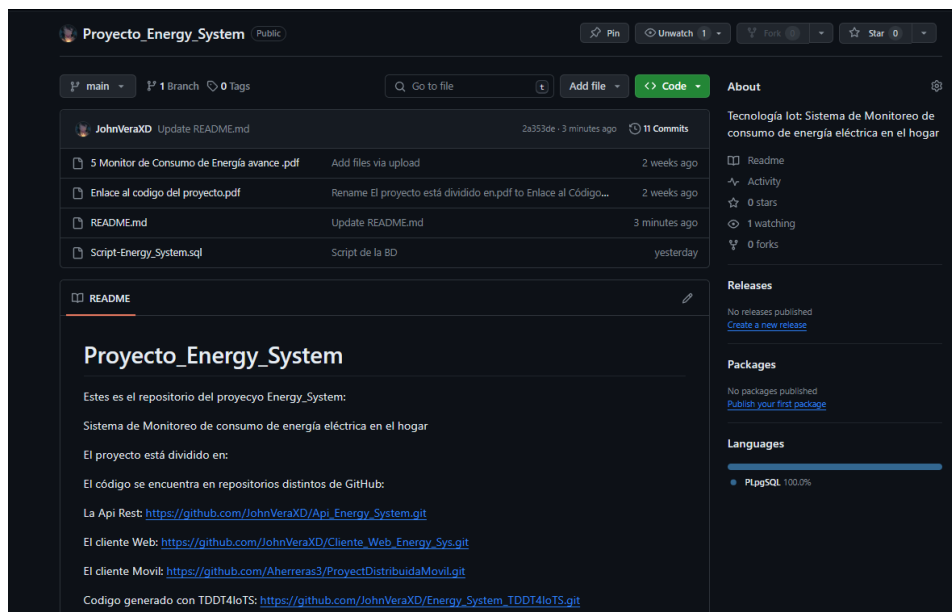 Proyecto_Energy_System Public
Pin
Unwatch 1
Fork 0
Star 0
main
1 Branch
0 Tags
Go to file
t
Add file
Code
JohnVeraXD Update README.md
2a353de · 3 minutes ago
11 Commits
5 Monitor de Consumo de Energía avance .pdf
Add files via upload
2 weeks ago
Enlace al codigo del proyecto.pdf
Rename El proyecto está dividido en.pdf to Enlace al Código...
2 weeks ago
README.md
Update README.md
3 minutes ago
Script-Energy_System.sql
Script de la BD
yesterday
README
Proyecto_Energy_System
Estes es el repositorio del proyecyo Energy_System:
Sistema de Monitoreo de consumo de energía eléctrica en el hogar
El proyecto está dividido en:
El código se encuentra en repositorios distintos de GitHub:
La Api Rest: https://github.com/JohnVeraXD/Api_Energy_System.git
El cliente Web: https://github.com/JohnVeraXD/Cliente_Web_Energy_Sys.git
El cliente Movil: https://github.com/Aherreras3/ProyectDistribuidaMovil.git
Codigo generado con TDDT4IoTS: https://github.com/JohnVeraXD/Energy_System_TDDT4IoTS.git
About
Tecnología Iot: Sistema de Monitoreo de
consumo de energía eléctrica en el hogar
Readme
Activity
0 stars
1 watching
0 forks
Releases
No releases published
Create a new release
Packages
No packages published
Publish your first package
Languages
PLpgSQL 100.0%